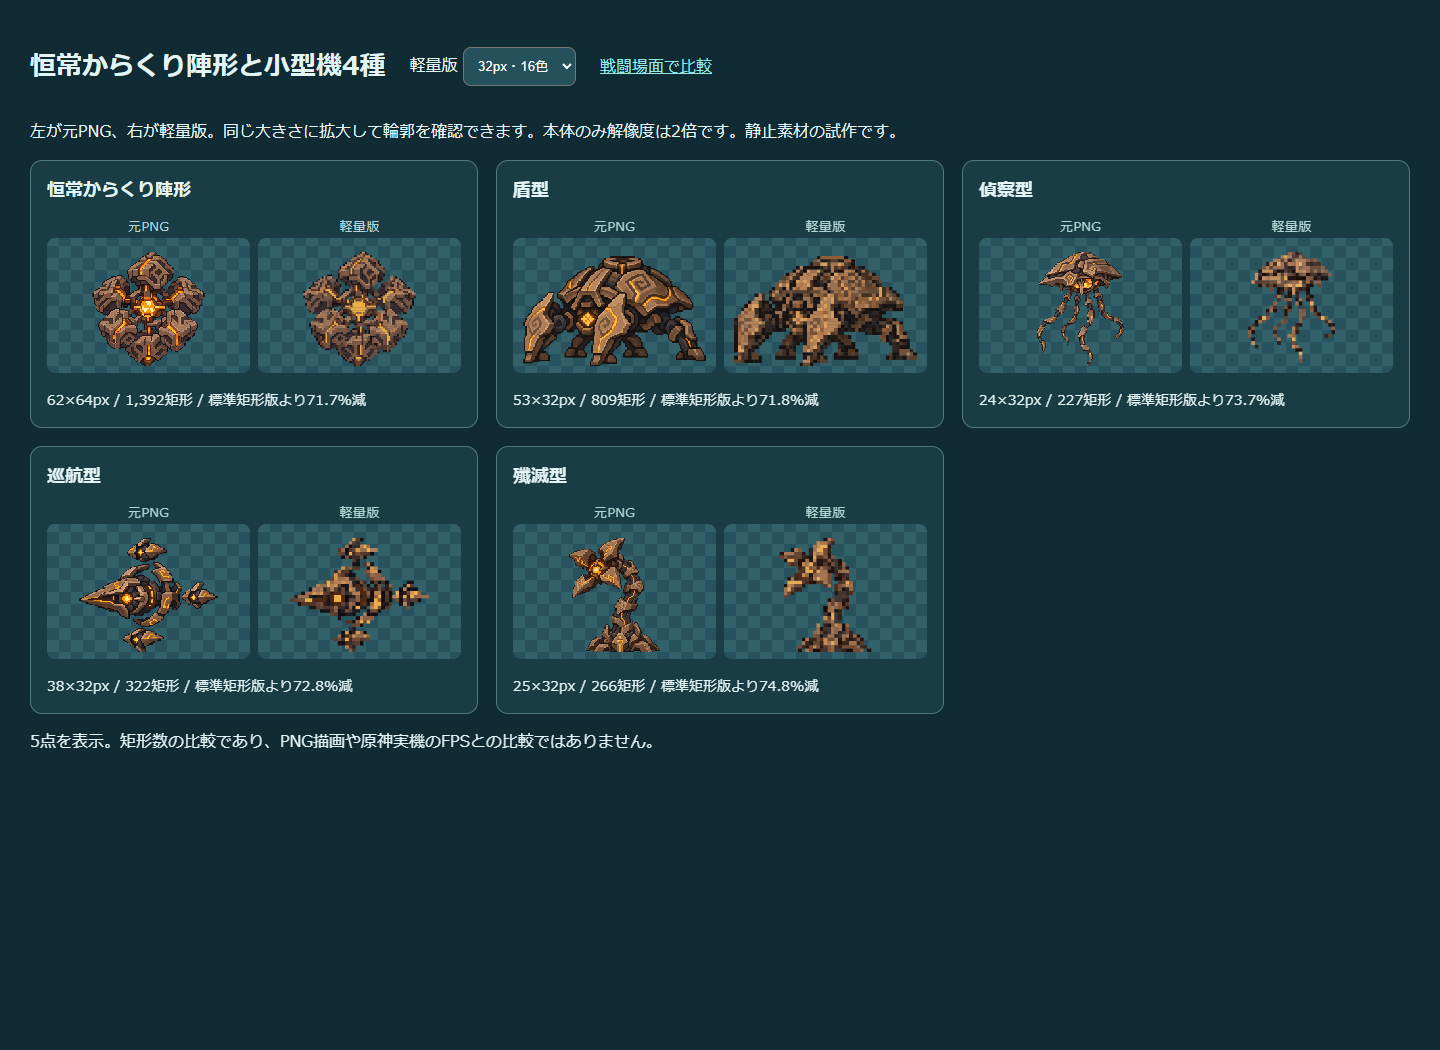 恒常からくり陣形と小型機4種 軽量版 32px・16色 戦闘場面で比較
左が元PNG、右が軽量版。同じ大きさに拡大して輪郭を確認できます。本体のみ解像度は2倍です。静止素材の試作です。
恒常からくり陣形
元PNG 軽量版
62×64px / 1,392矩形 / 標準矩形版より71.7%減
盾型
元PNG 軽量版
53×32px / 809矩形 / 標準矩形版より71.8%減
偵察型
元PNG 軽量版
24×32px / 227矩形 / 標準矩形版より73.7%減
巡航型
元PNG 軽量版
38×32px / 322矩形 / 標準矩形版より72.8%減
殲滅型
元PNG 軽量版
25×32px / 266矩形 / 標準矩形版より74.8%減
5点を表示。矩形数の比較であり、PNG描画や原神実機のFPSとの比較ではありません。